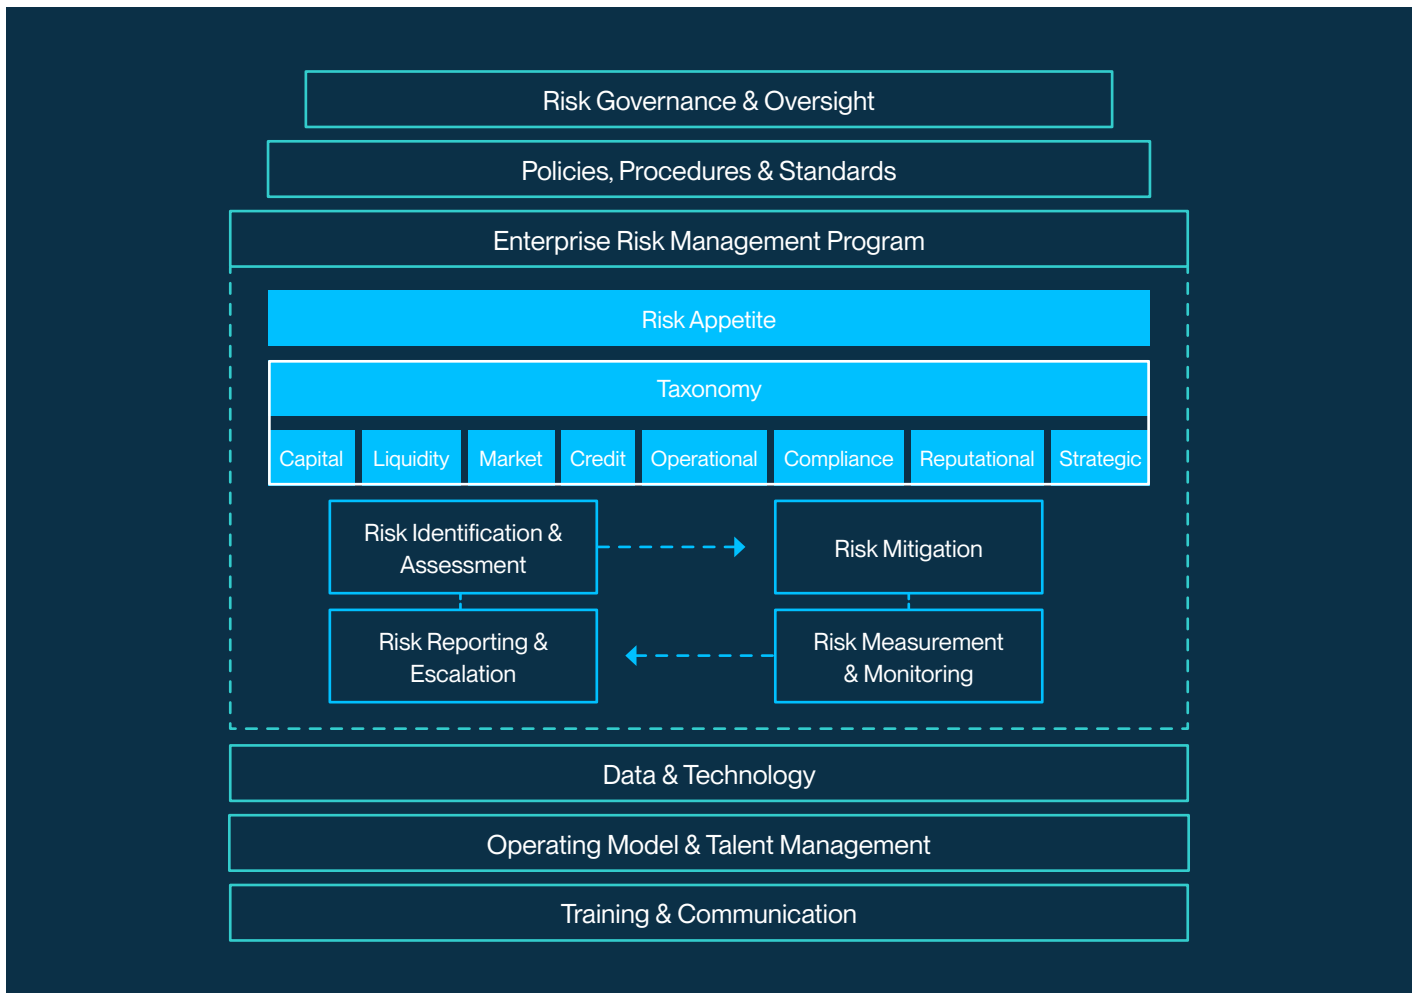 Risk Governance & Oversight
Policies, Procedures & Standards
Enterprise Risk Management Program
Risk Appetite
Taxonomy
Capital
Liquidity
Market
Credit
Operational
Compliance
Reputational
Strategic
Risk Identification &
Assessment
Risk Mitigation
Risk Reporting &
Escalation
Risk Measurement
& Monitoring
Data & Technology
Operating Model & Talent Management
Training & Communication